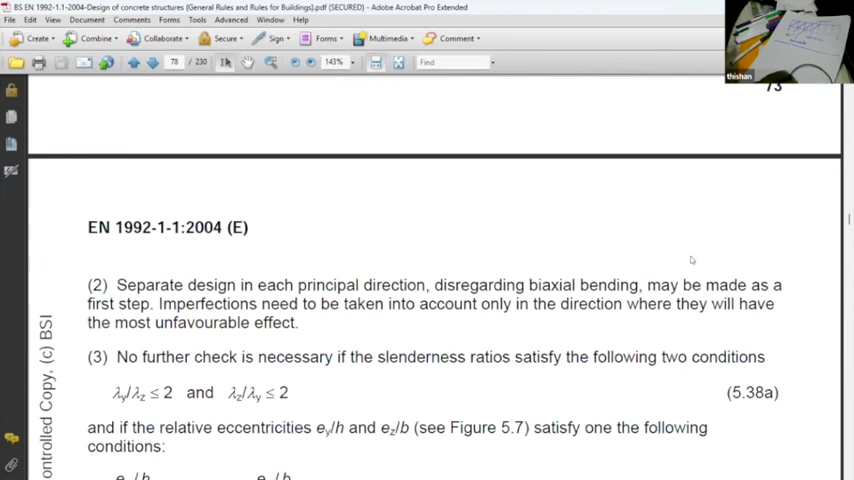 BS EN 1992-1-1-2004-Design of concrete structures (General Rules and Rules for Buildings).pdf (SECURED) - Adobe Acrobat Pro Extended
File Edit View Document Comments Forms Tools Advanced Window Help
Create Combine Collaborate Secure Sign Forms Multimedia Comment
78 / 230 143% Find
thishan
73
EN 1992-1-1:2004 (E)
(2) Separate design in each principal direction, disregarding biaxial bending, may be made as a
first step. Imperfections need to be taken into account only in the direction where they will have
the most unfavourable effect.
(3) No further check is necessary if the slenderness ratios satisfy the following two conditions
λy/λz ≤ 2 and λz/λy ≤ 2 (5.38a)
and if the relative eccentricities ey/h and ez/b (see Figure 5.7) satisfy one the following
conditions:
ontrolled Copy, (c) BSI